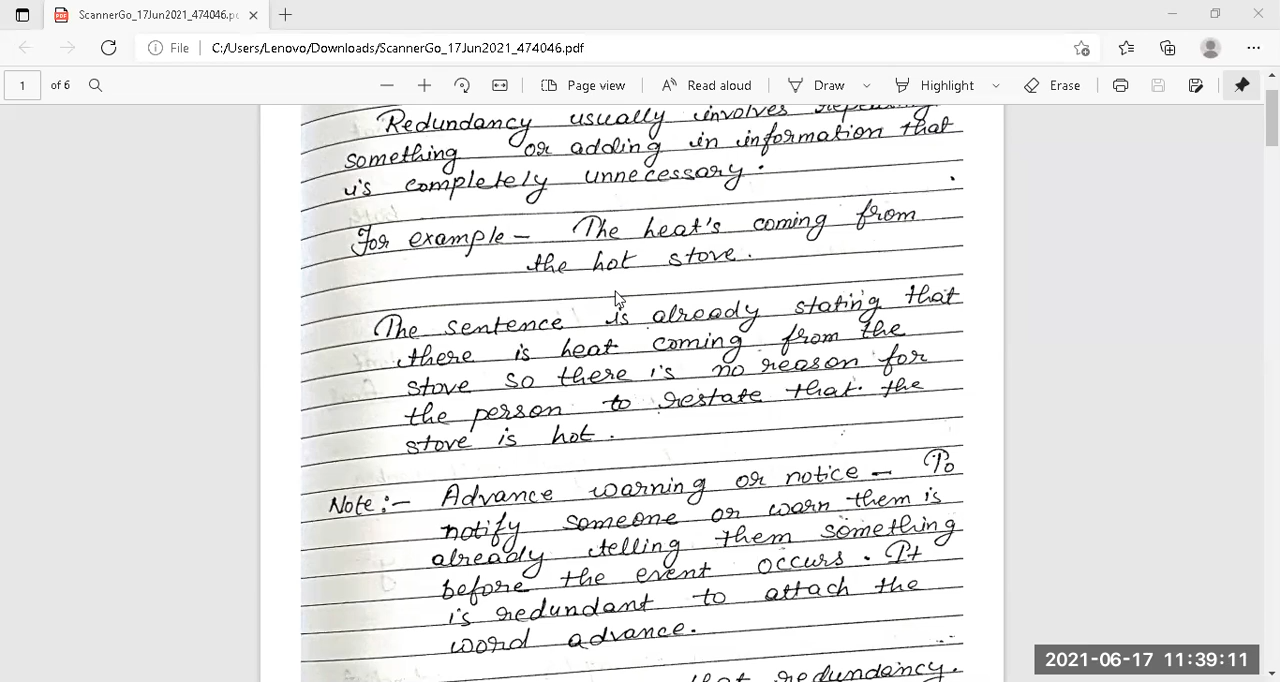 ScannerGo_17Jun2021_474046.p
File C:/Users/Lenovo/Downloads/ScannerGo_17Jun2021_474046.pdf
1 of 6 Page view Read aloud Draw Highlight Erase
Redundancy usually involves
something or adding in information that
is completely unnecessary.
For example - The heat's coming from
the hot stove.
The sentence is already stating that
there is heat coming from the
stove so there is no reason for
the person to restate that. the
stove is hot.
Note:- Advance warning or notice - To
notify someone or warn them is
already telling them something
before the event occurs. It
is redundant to attach the
word advance.
that redundancy.
2021-06-17 11:39:11